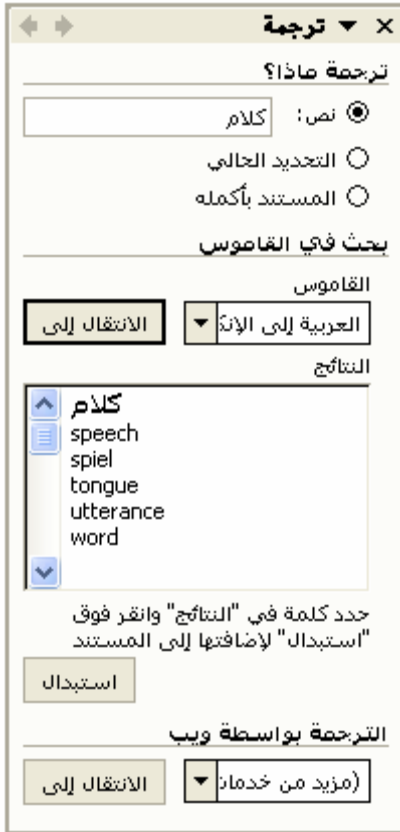 ترجمة
ترجمة ماذا؟
نص: كلام
التحديد الحالي
المستند بأكمله
بحث في القاموس
القاموس
العربية إلى الإنك الانتقال إلى
النتائج
كلام
speech
spiel
tongue
utterance
word
حدد كلمة في "النتائج" وانقر فوق
"استبدال" لإضافتها إلى المستند
استبدال
الترجمة بواسطة ويب
(مزيد من خدمات الانتقال إلى